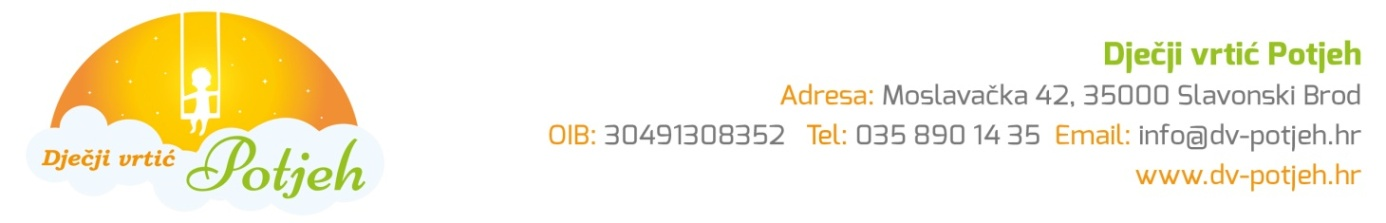 Dječji vrtić Potjeh
Dječji vrtić Potjeh
Adresa: Moslavačka 42, 35000 Slavonski Brod
OIB: 30491308352 Tel: 035 890 14 35 Email: info@dv-potjeh.hr
www.dv-potjeh.hr